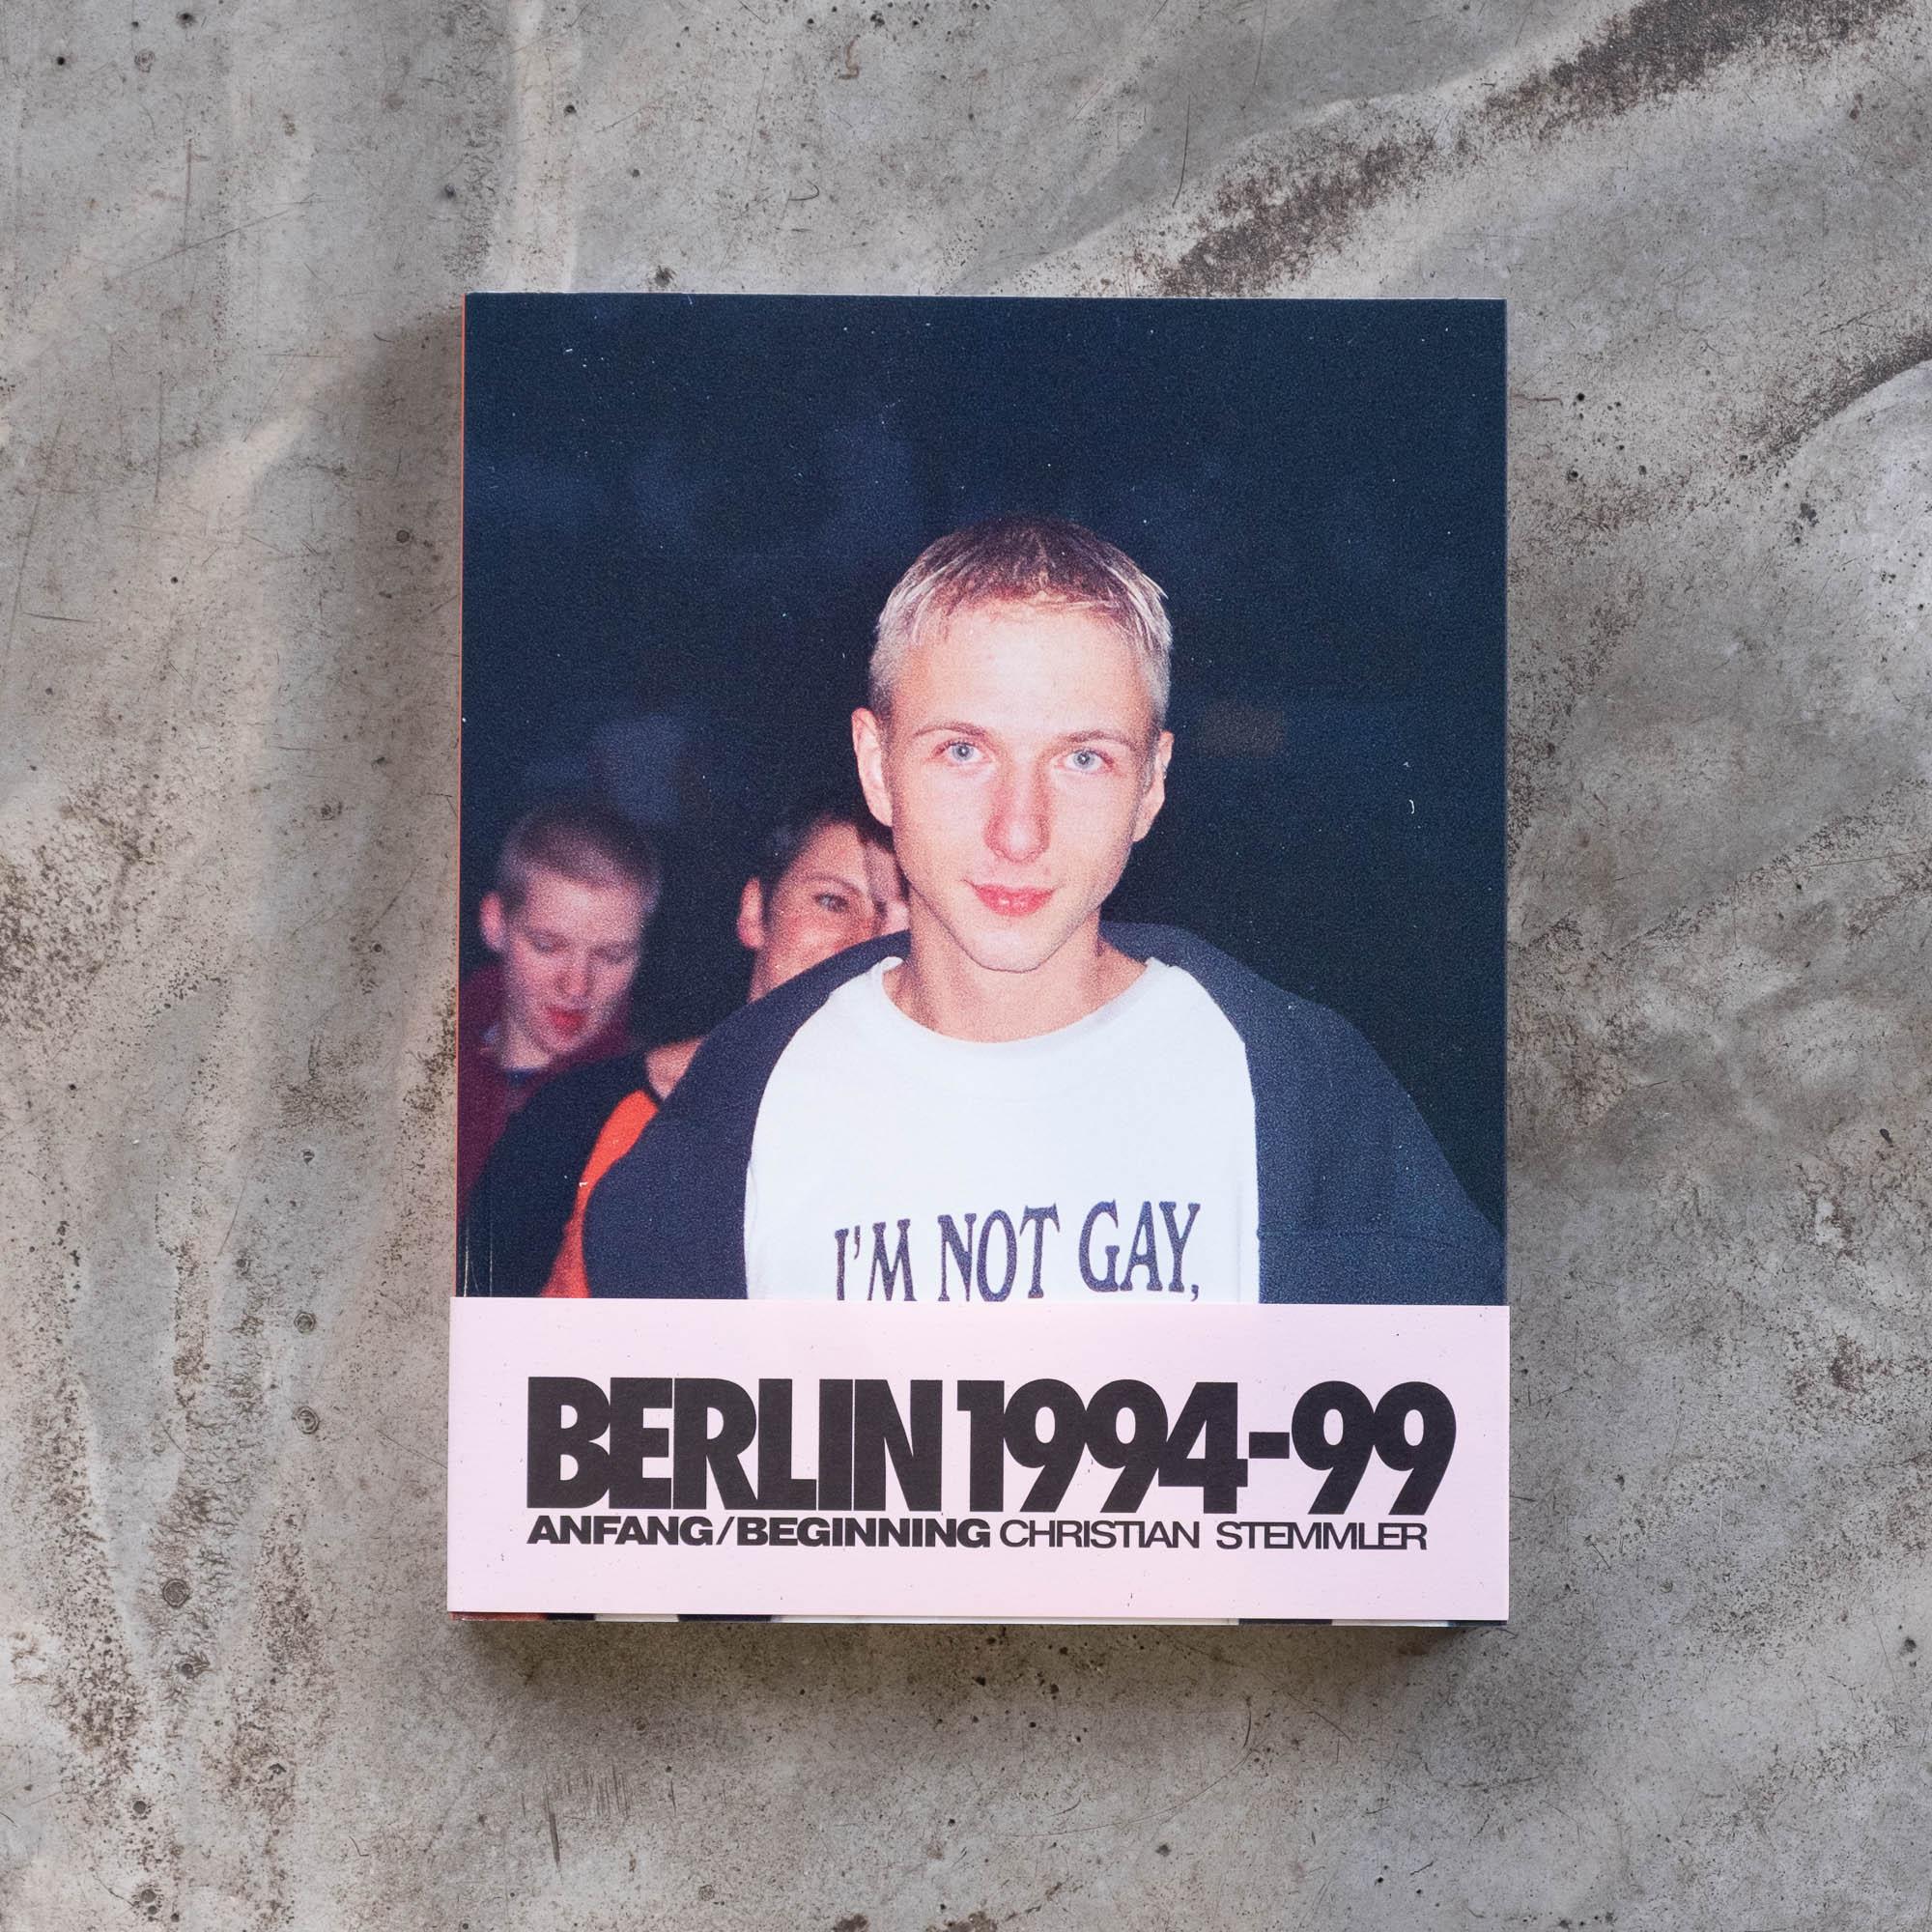 I'M NOT GAY,
BERLIN 1994-99
ANFANG/BEGINNING CHRISTIAN STEMMLER